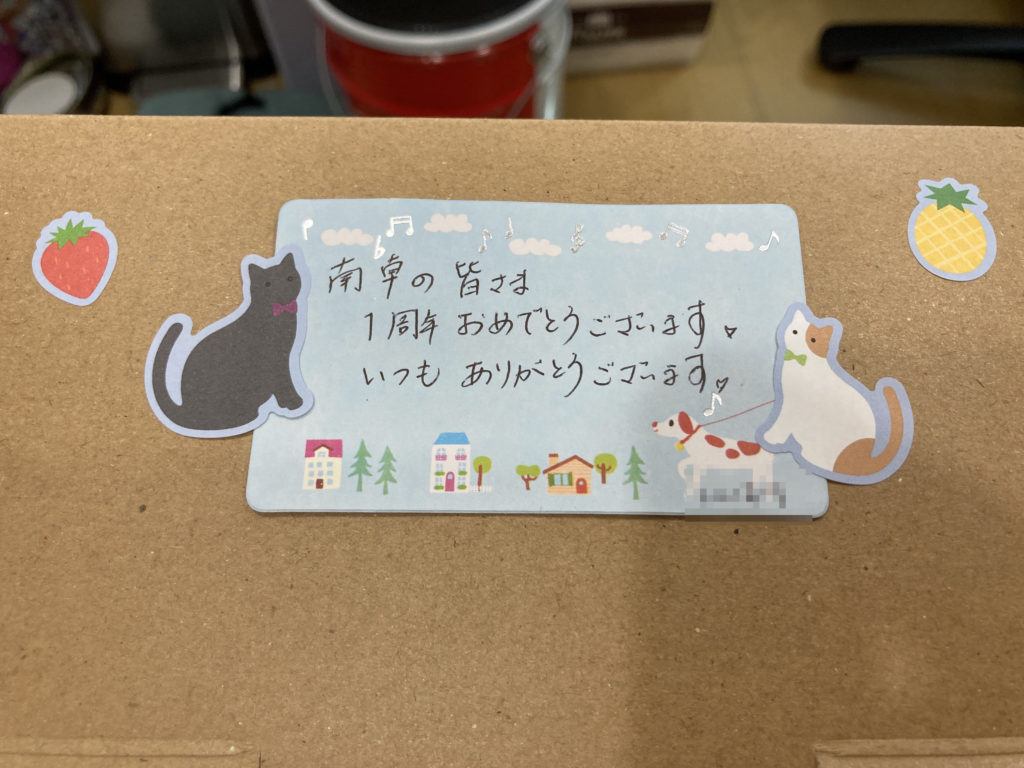 南卓の皆さま
1周年 おめでとうございます♥
いつも ありがとうございます♥